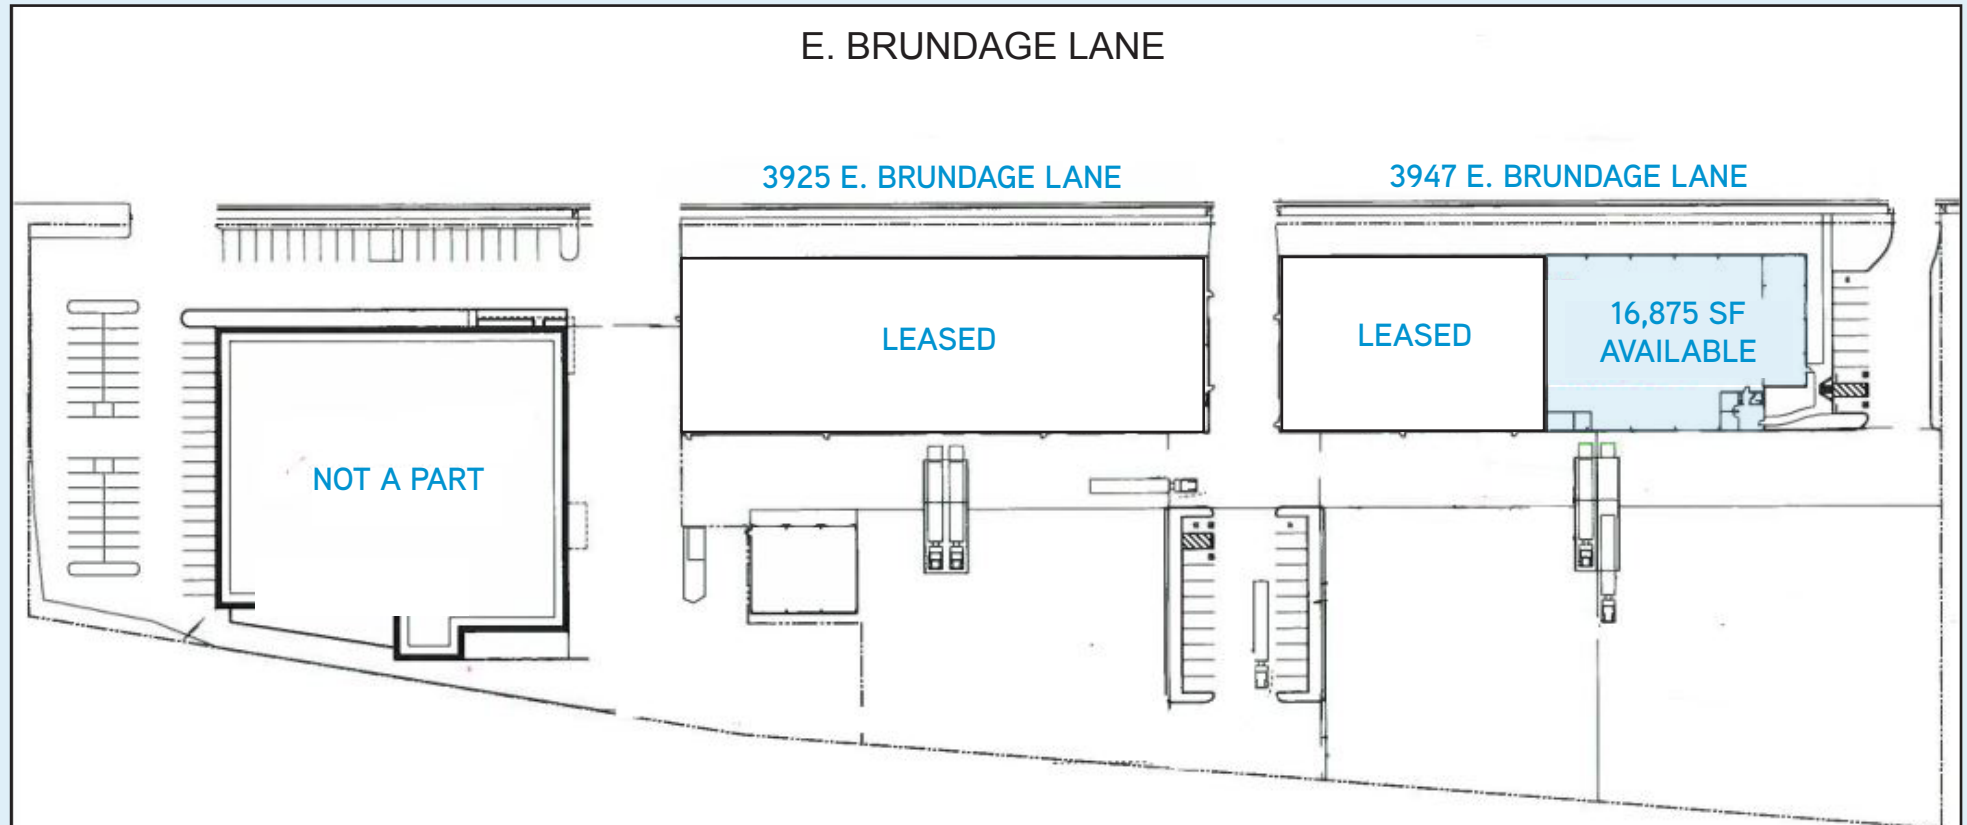 E. BRUNDAGE LANE
3925 E. BRUNDAGE LANE
3947 E. BRUNDAGE LANE
LEASED
LEASED
16,875 SF
AVAILABLE
NOT A PART